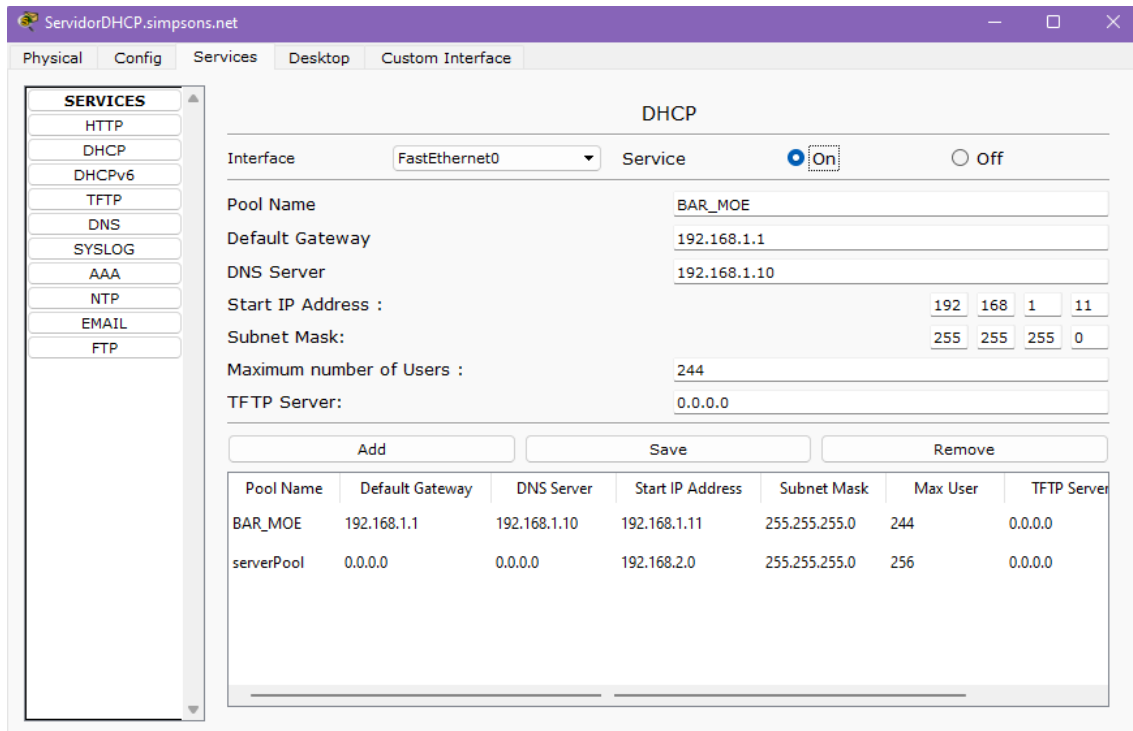 ServidorDHCP.simpsons.net
Physical Config Services Desktop Custom Interface
SERVICES
HTTP
DHCP
DHCPv6
TFTP
DNS
SYSLOG
AAA
NTP
EMAIL
FTP
DHCP
Interface FastEthernet0 Service On Off
Pool Name BAR_MOE
Default Gateway 192.168.1.1
DNS Server 192.168.1.10
Start IP Address : 192 168 1 11
Subnet Mask: 255 255 255 0
Maximum number of Users : 244
TFTP Server: 0.0.0.0
Add Save Remove
Pool Name Default Gateway DNS Server Start IP Address Subnet Mask Max User TFTP Server
BAR_MOE 192.168.1.1 192.168.1.10 192.168.1.11 255.255.255.0 244 0.0.0.0
serverPool 0.0.0.0 0.0.0.0 192.168.2.0 255.255.255.0 256 0.0.0.0